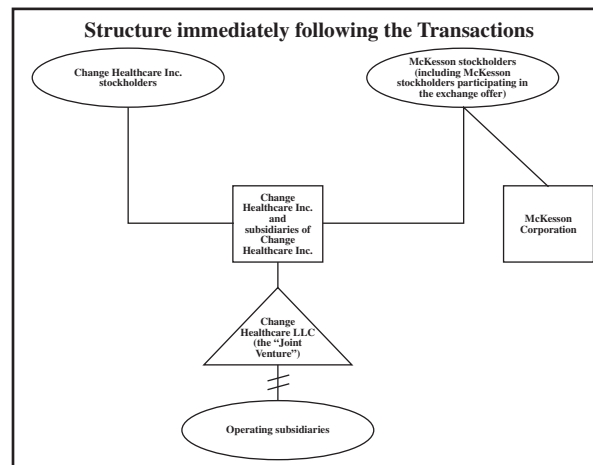 Structure immediately following the Transactions
Change Healthcare Inc.
stockholders
McKesson stockholders
(including McKesson
stockholders participating in
the exchange offer)
Change
Healthcare Inc.
and
subsidiaries of
Change
Healthcare Inc.
McKesson
Corporation
Change
Healthcare LLC
(the “Joint
Venture”)
Operating subsidiaries